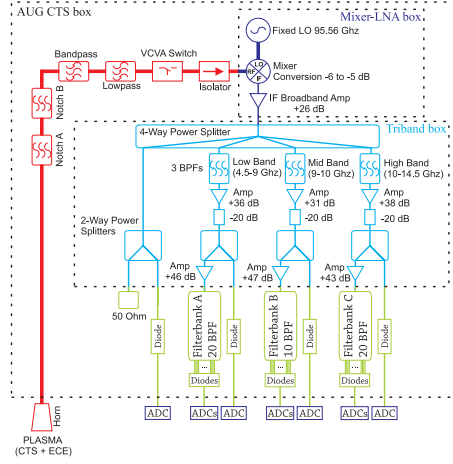 AUG CTS box
Mixer-LNA box
Fixed LO 95.56 Ghz
Bandpass
VCVA Switch
Lowpass
Isolator
LO
RF
IF
Mixer
Conversion -6 to -5 dB
IF Broadband Amp
+26 dB
Notch B
Notch A
4-Way Power Splitter
Triband box
3 BPFs
Low Band
(4.5-9 Ghz)
Mid Band
(9-10 Ghz)
High Band
(10-14.5 Ghz)
Amp
+36 dB
Amp
+31 dB
Amp
+38 dB
-20 dB
-20 dB
-20 dB
2-Way Power
Splitters
Amp
+46 dB
Amp
+47 dB
Amp
+43 dB
50 Ohm
Diode
Filterbank A
20 BPF
Diode
Filterbank B
10 BPF
Diode
Filterbank C
20 BPF
Diode
...
...
...
Diodes
Diodes
Diodes
ADC
ADCs
ADC
ADCs
ADC
ADCs
ADC
Horn
PLASMA
(CTS + ECE)